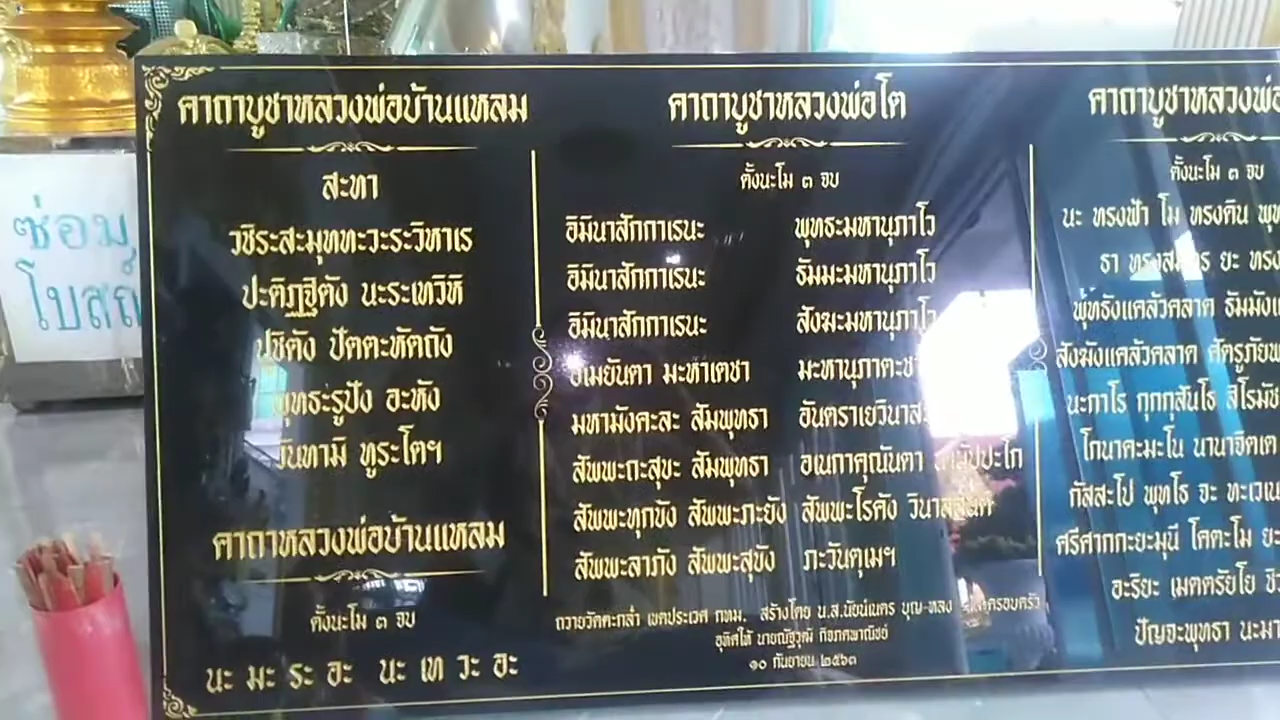 คาถาบูชาหลวงพ่อบ้านแหลม
สะทา
วชิระสะมุททะวะระวิหาเร
ปะติฏฐิตัง นะระเทวิหิ
ปูชิตัง ปัตตะหัตถัง
พุทธะรูปัง อะหัง
วันทามิ ทูระโตฯ
คาถาหลวงพ่อบ้านแหลม
ตั้งนะโม ๓ จบ
นะ มะ ระ อะ นะ เท วะ อะ
คาถาบูชาหลวงพ่อโต
ตั้งนะโม ๓ จบ
อิมินาสักกาเรนะ พุทธะมหานุภาโว
อิมินาสักกาเรนะ ธัมมะมหานุภาโว
อิมินาสักกาเรนะ สังฆะมหานุภาโว
อิเมยันตา มะหาเตชา มะหานุภาตะชา
มหามังคะละ สัมพุทธา อันตราเยวินาส
สัพพะถะสุขะ สัมพุทธา อเนกาคุณันตา
สัพพะทุกขัง สัพพะภะยัง สัพพะโรคัง วินาสสันติ
สัพพะลาภัง สัพพะสุขัง ภะวันตุเมฯ
ถวายวัดตะกล่ำ เขตประเวศ กทม. สร้างโดย น.ส.นัยน์เนตร บุญ-หลง
อุทิศให้ นายณัฐวุฒิ กิจภคพาณิชย์
๑๐ กันยายน ๒๕๖๓
คาถาบูชาหลวงพ่อ
ตั้งนะโม ๓ จบ
นะ ทรงฟ้า โม ทรงดิน พุท
ธา ทรงสมุทร ยะ ทรง
พุ้ทธังแคล้วคลาด ธัมมัง
สังฆังแคล้วคลาด ศัตรูภัย
นะกาโร กุกกุสันโธ สิโรมั
โกนาคะมะโน นานาจิตเต
กัสสะโป พุทโธ จะ ทะเวเน
ศรีศากกะยะมุนี โคตะโม ยะ
อะริยะ เมตตรัยโย
ปัญจะพุทธา นะมา
ซ่อม
โบสถ์